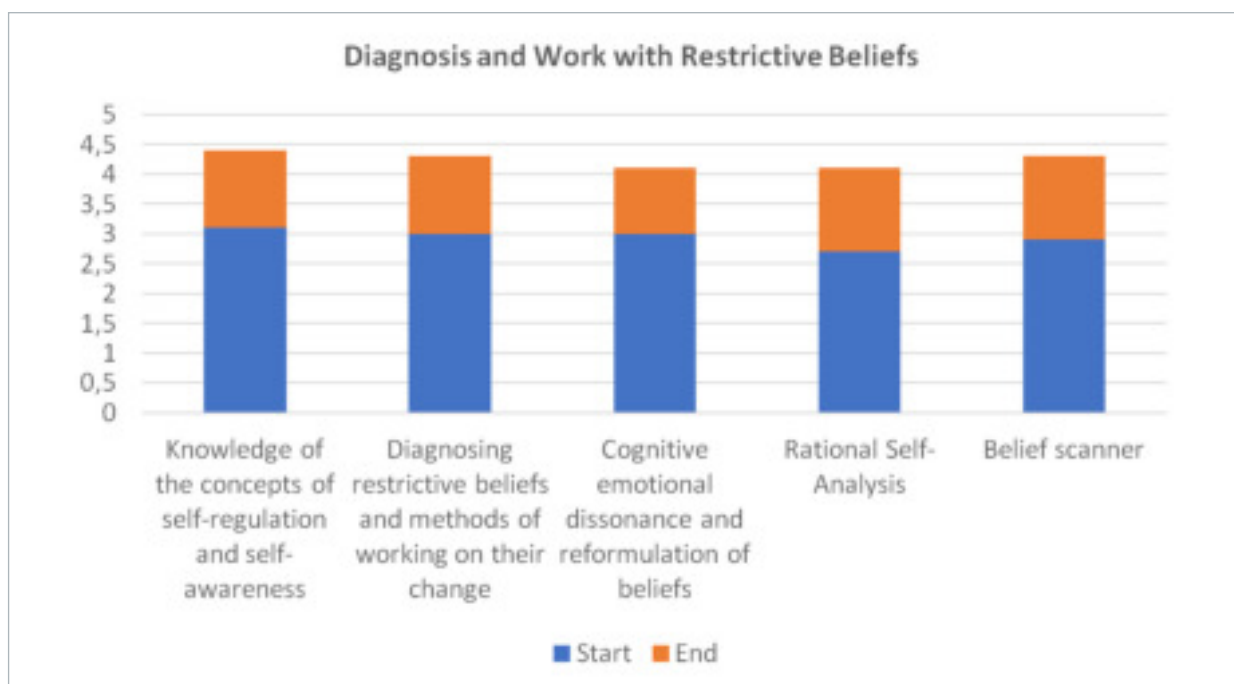 Diagnosis and Work with Restrictive Beliefs
5
4,5
4
3,5
3
2,5
2
1,5
1
0,5
0
Knowledge of
the concepts of
self-regulation
and self-
awareness
Diagnosing
restrictive beliefs
and methods of
working on their
change
Cognitive
emotional
dissonance and
reformulation of
beliefs
Rational Self-
Analysis
Belief scanner
Start
End